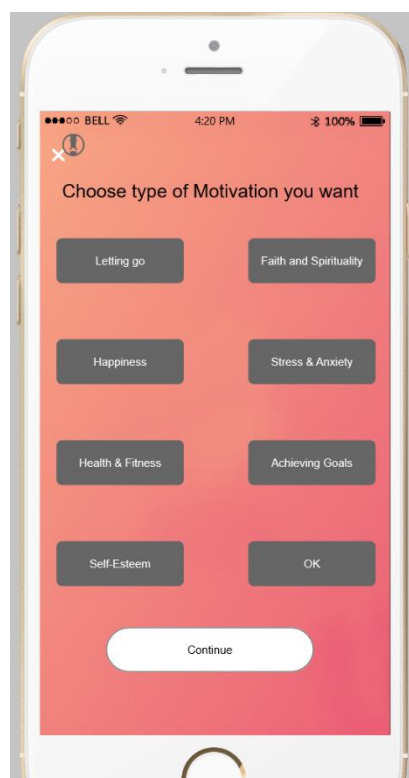 BELL 4:20 PM 100%
×
Choose type of Motivation you want
Letting go Faith and Spirituality
Happiness Stress & Anxiety
Health & Fitness Achieving Goals
Self-Esteem OK
Continue